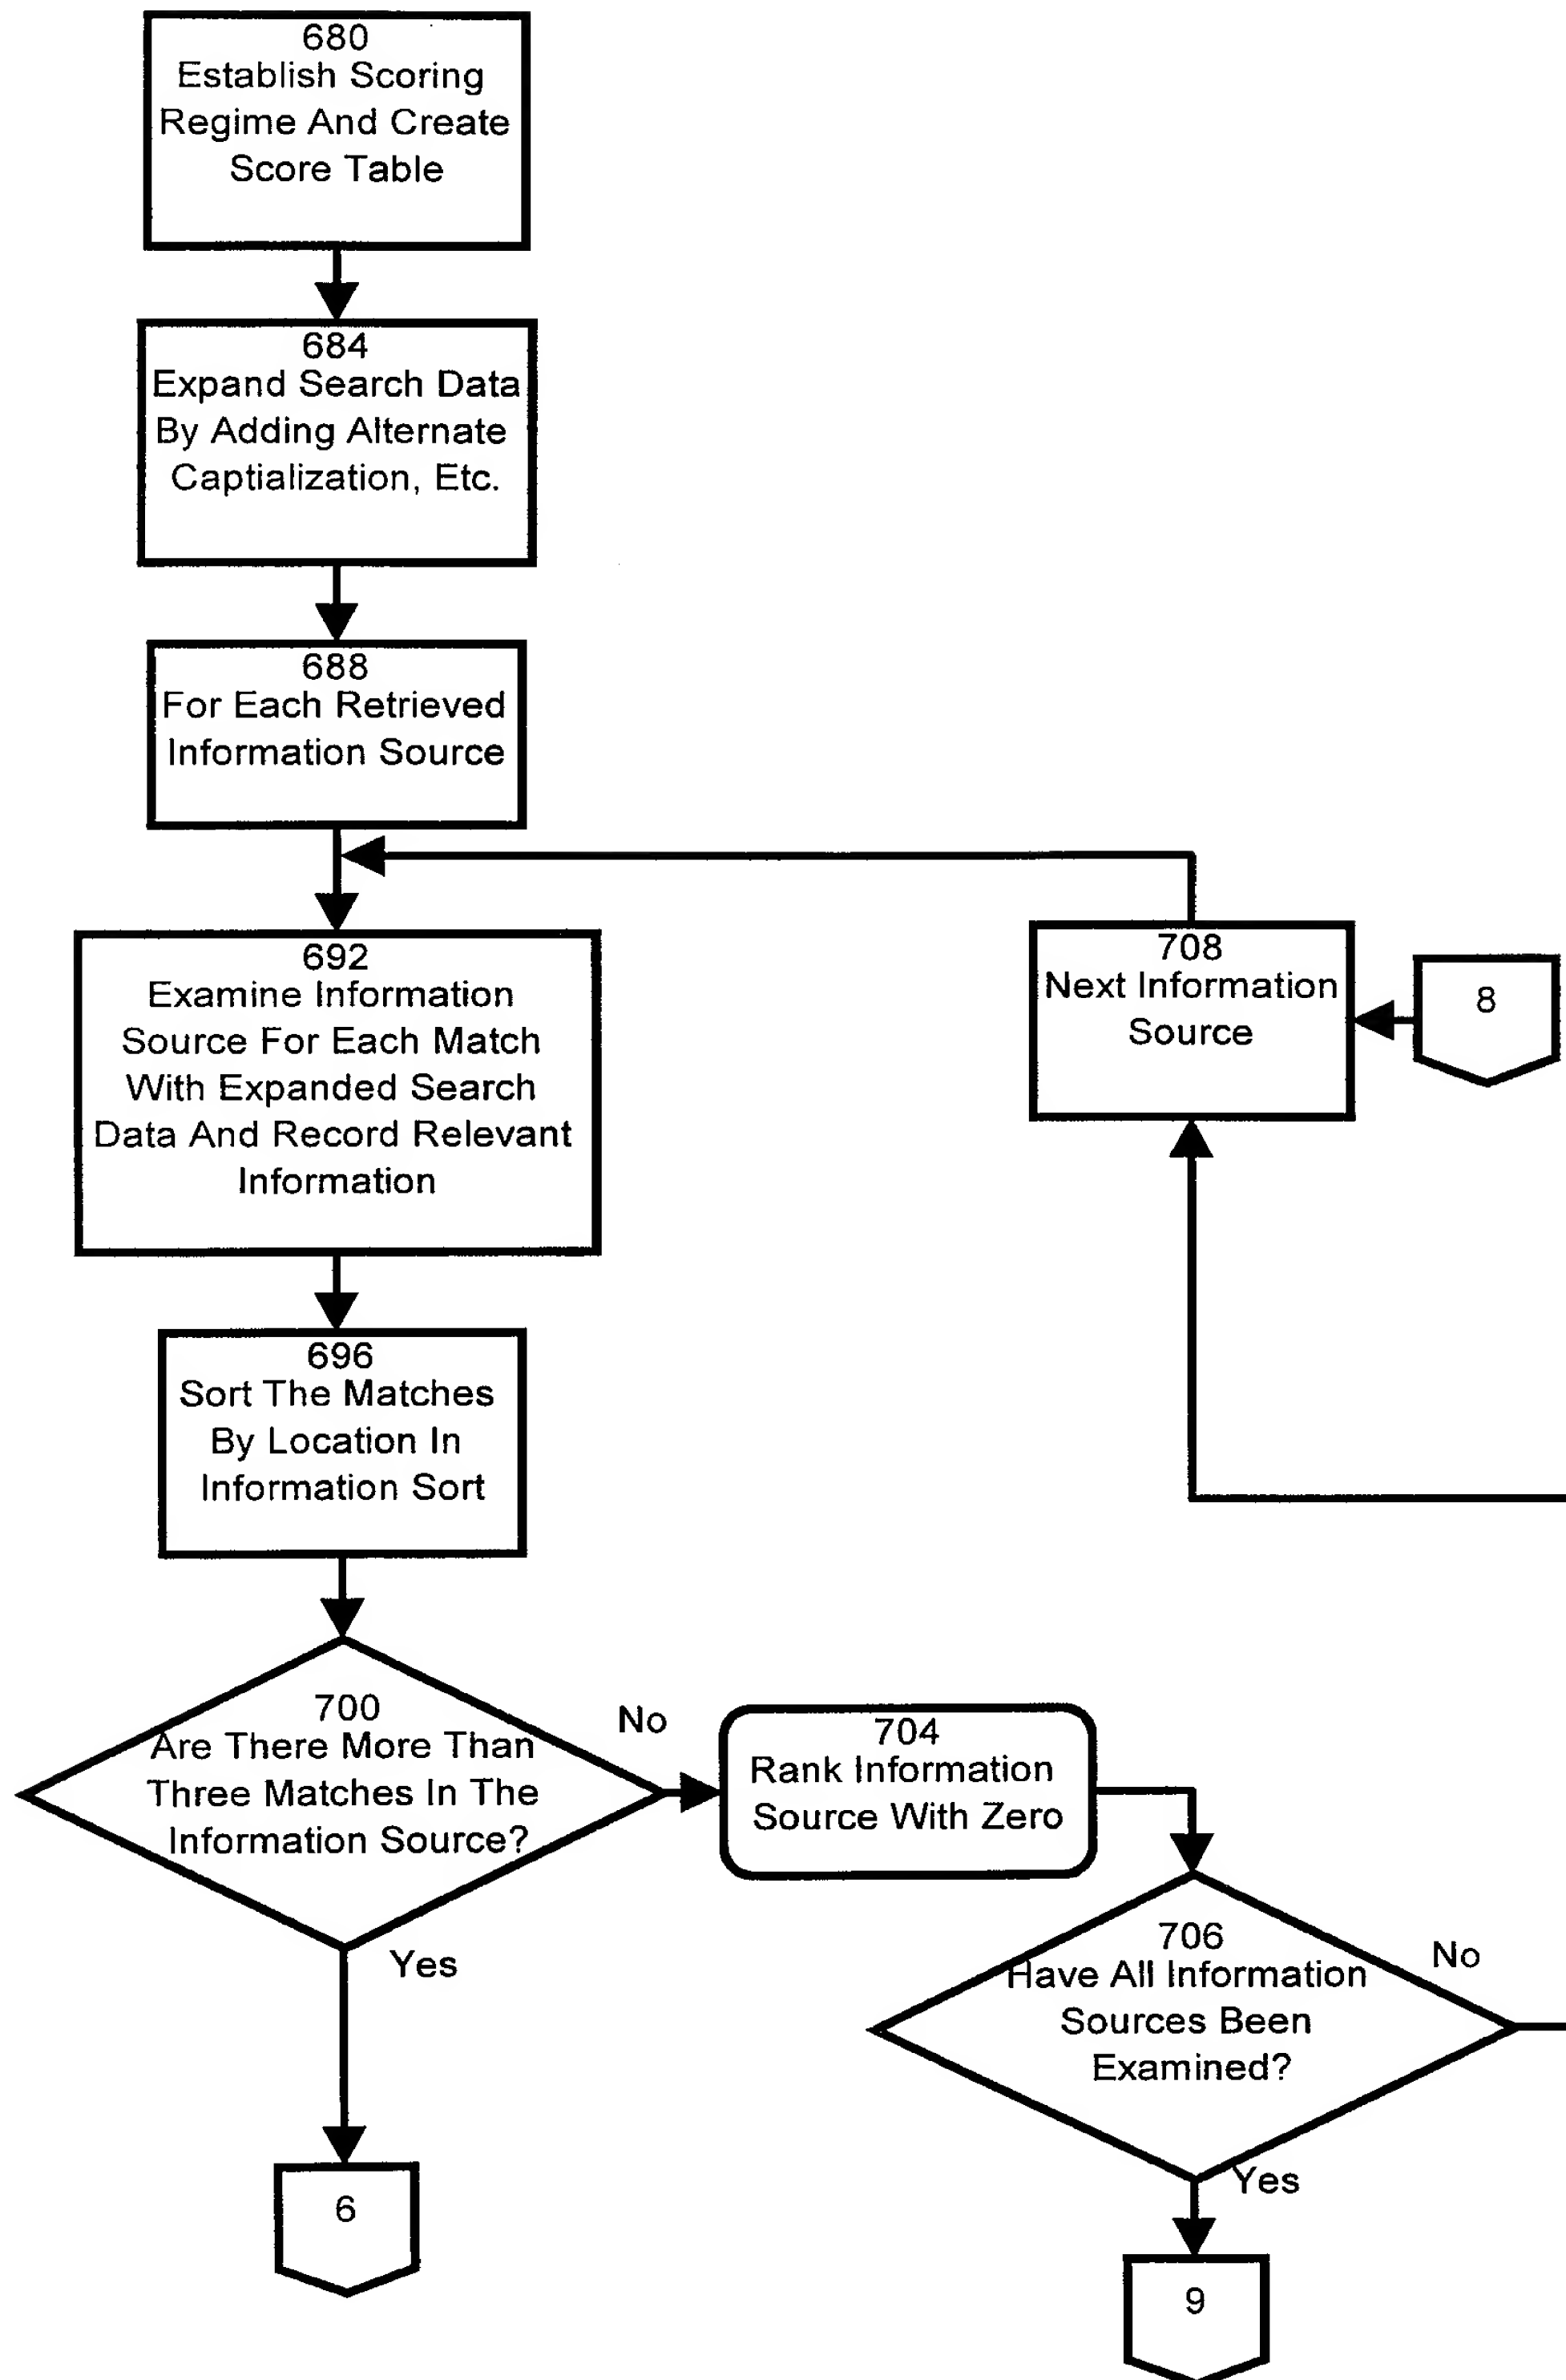 680
Establish Scoring
Regime And Create
Score Table
684
Expand Search Data
By Adding Alternate
Captialization, Etc.
688
For Each Retrieved
Information Source
692
Examine Information
Source For Each Match
With Expanded Search
Data And Record Relevant
Information
708
Next Information
Source
8
696
Sort The Matches
By Location In
Information Sort
700
Are There More Than
Three Matches In The
Information Source?
No
Yes
704
Rank Information
Source With Zero
706
Have All Information
Sources Been
Examined?
No
Yes
6
9